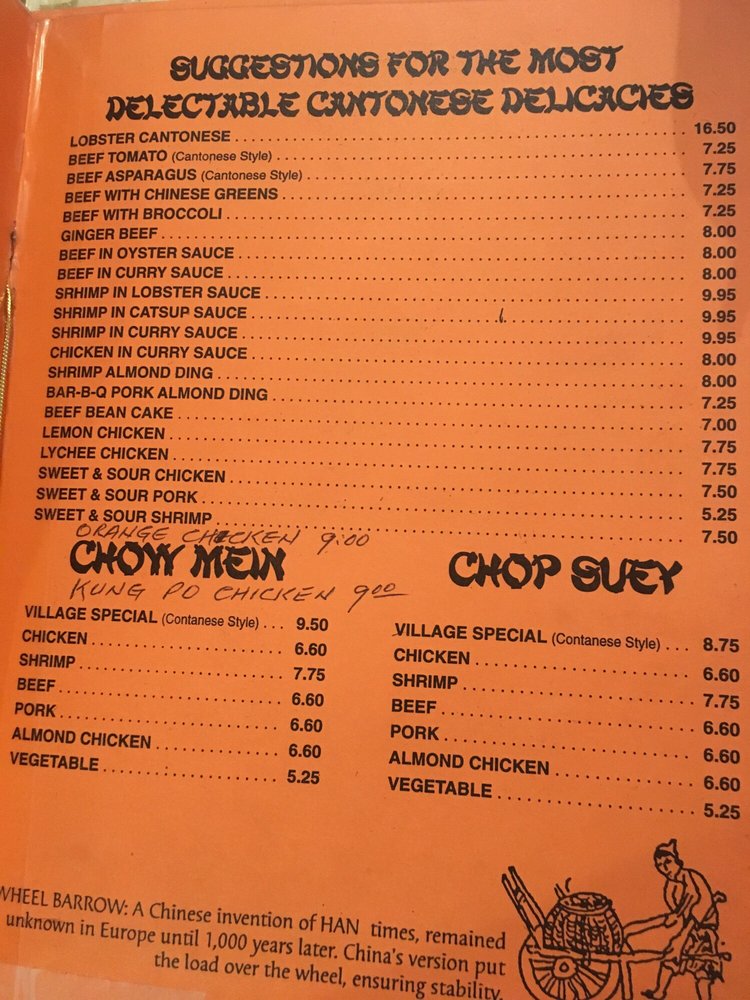 SUGGESTIONS FOR THE MOST
DELECTABLE CANTONESE DELICACIES
LOBSTER CANTONESE 16.50
BEEF TOMATO (Cantonese Style) 7.25
BEEF ASPARAGUS (Cantonese Style) 7.75
BEEF WITH CHINESE GREENS 7.25
BEEF WITH BROCCOLI 7.25
GINGER BEEF 8.00
BEEF IN OYSTER SAUCE 8.00
BEEF IN CURRY SAUCE 8.00
SRHIMP IN LOBSTER SAUCE 9.95
SHRIMP IN CATSUP SAUCE 9.95
SHRIMP IN CURRY SAUCE 9.95
CHICKEN IN CURRY SAUCE 8.00
SHRIMP ALMOND DING 8.00
BAR-B-Q PORK ALMOND DING 7.25
BEEF BEAN CAKE 7.00
LEMON CHICKEN 7.75
LYCHEE CHICKEN 7.75
SWEET & SOUR CHICKEN 7.50
SWEET & SOUR PORK 5.25
SWEET & SOUR SHRIMP 7.50
ORANGE CHICKEN 9.00
CHOW MEIN
KUNG PO CHICKEN 9.00
VILLAGE SPECIAL (Contanese Style) 9.50
CHICKEN 6.60
SHRIMP 7.75
BEEF 6.60
PORK 6.60
ALMOND CHICKEN 6.60
VEGETABLE 5.25
CHOP SUEY
VILLAGE SPECIAL (Contanese Style) 8.75
CHICKEN 6.60
SHRIMP 7.75
BEEF 6.60
PORK 6.60
ALMOND CHICKEN 6.60
VEGETABLE 5.25
WHEEL BARROW: A Chinese invention of HAN times, remained
unknown in Europe until 1,000 years later. China's version put
the load over the wheel, ensuring stability.